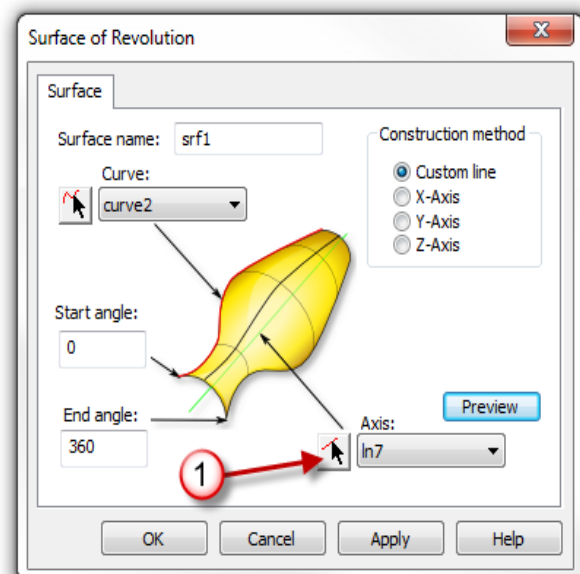 Surface of Revolution
Surface
Surface name: srf1
Construction method
Custom line
X-Axis
Y-Axis
Z-Axis
Curve:
curve2
Start angle:
0
End angle:
360
Preview
Axis:
ln7
1
OK Cancel Apply Help